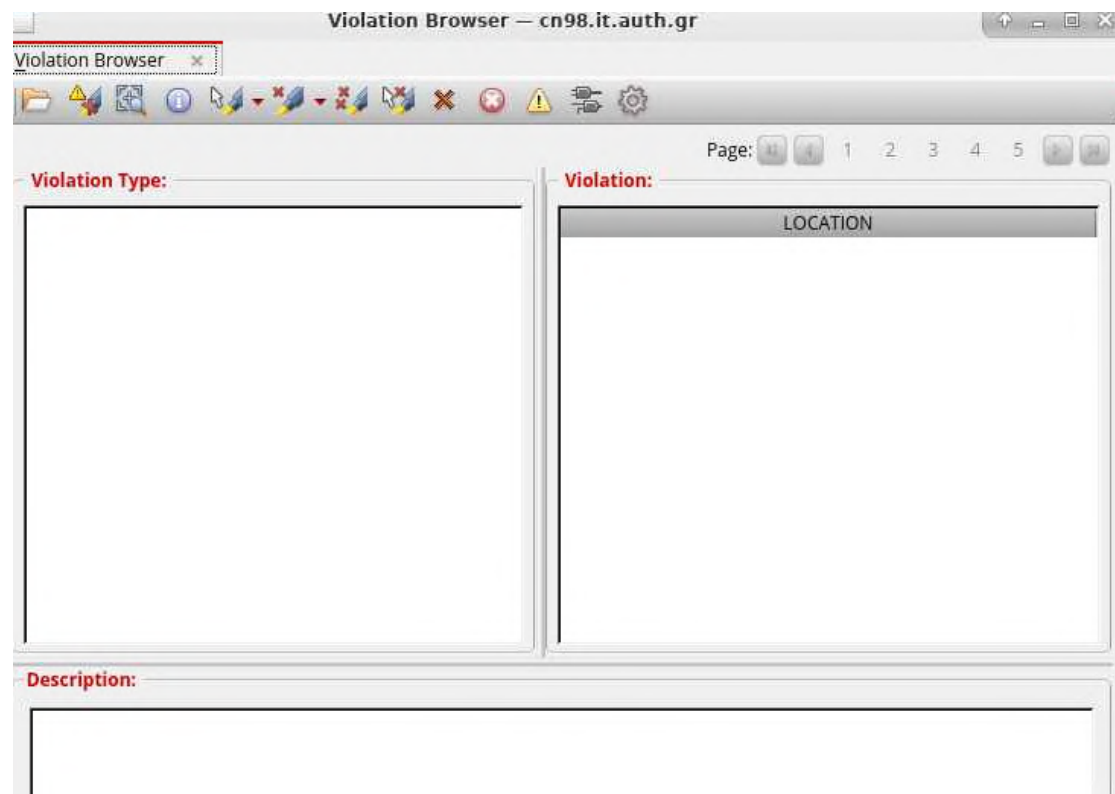 Violation Browser — cn98.it.auth.gr
Violation Browser
Page: 1 2 3 4 5
Violation Type:
Violation:
LOCATION
Description: